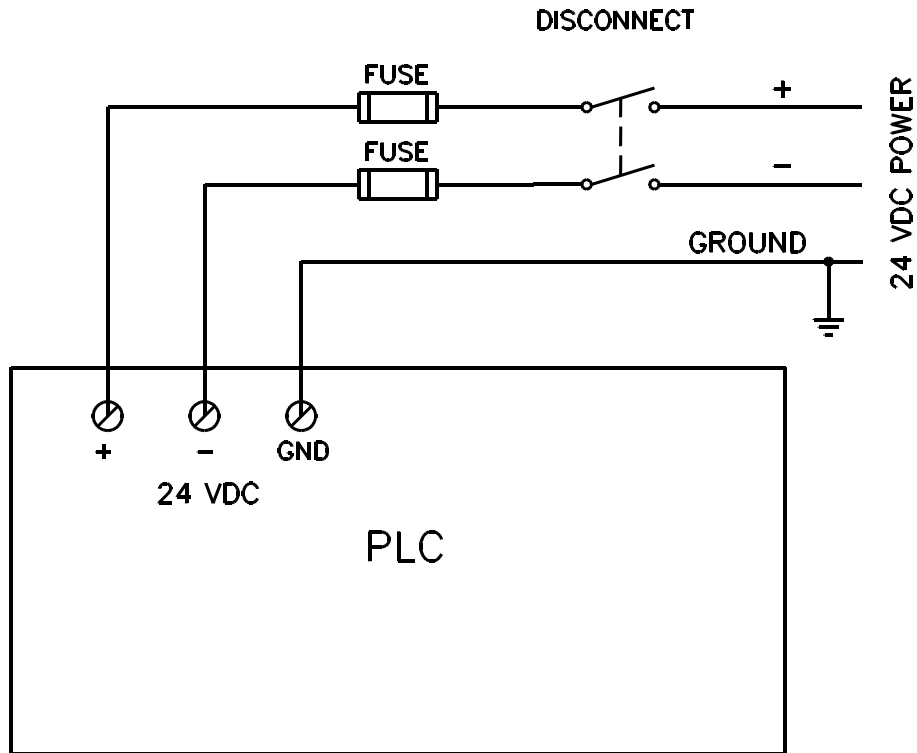 DISCONNECT
FUSE
+
FUSE
−
GROUND
24 VDC POWER
+ − GND
24 VDC
PLC